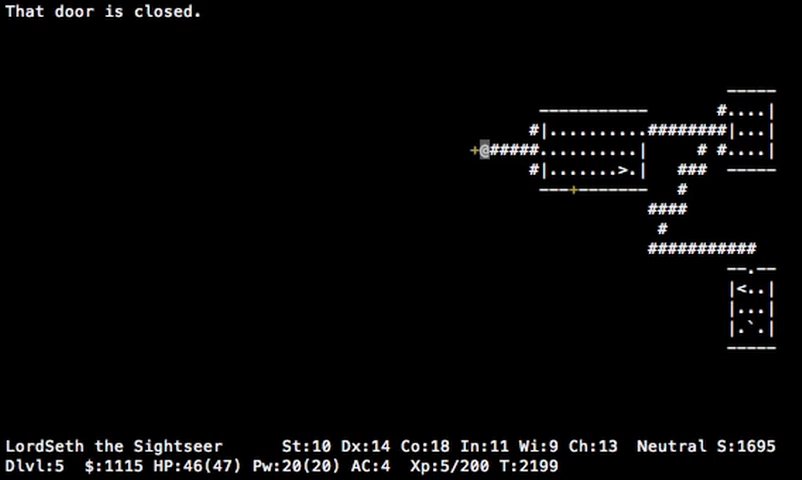 That door is closed.
-----
----------- #....|
#|..........########|...|
+@#####..........| # #....|
#|.......>.| ### -----
---+------- #
####
#
###########
--.--
|<..|
|...|
|.`.|
-----
LordSeth the Sightseer St:10 Dx:14 Co:18 In:11 Wi:9 Ch:13 Neutral S:1695
Dlvl:5 $:1115 HP:46(47) Pw:20(20) AC:4 Xp:5/200 T:2199